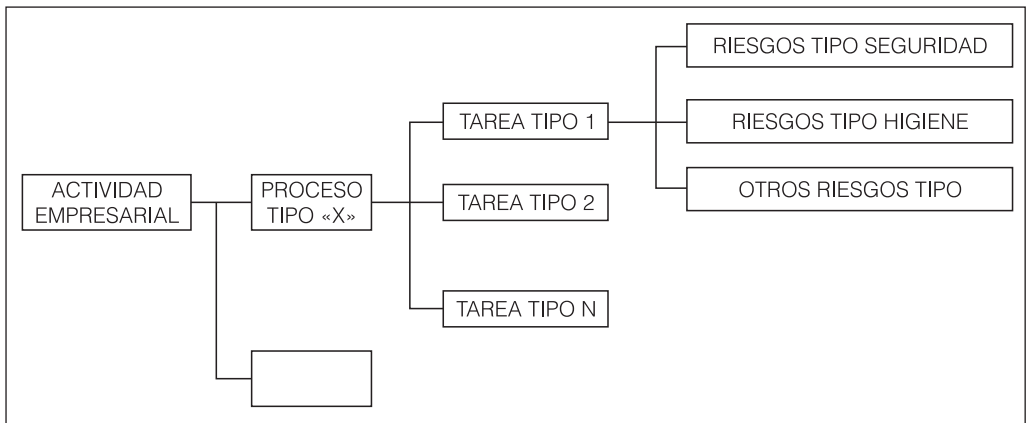 RIESGOS TIPO SEGURIDAD
TAREA TIPO 1
RIESGOS TIPO HIGIENE
ACTIVIDAD
EMPRESARIAL
PROCESO
TIPO «X»
TAREA TIPO 2
OTROS RIESGOS TIPO
TAREA TIPO N